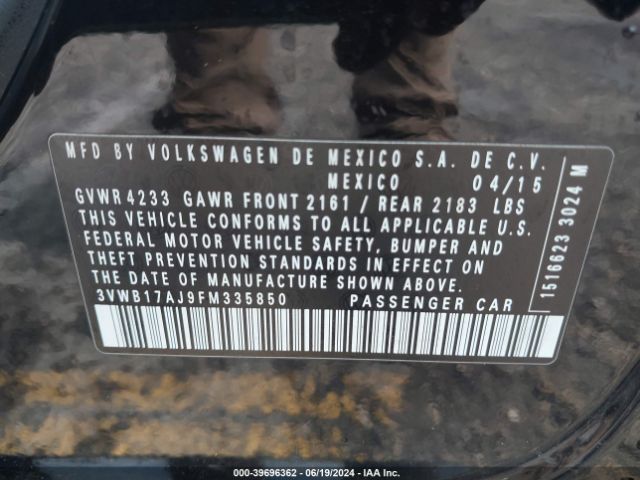 MFD BY VOLKSWAGEN DE MEXICO S.A. DE C.V.
MEXICO 04/15
GVWR 4233 GAWR FRONT 2161 / REAR 2183 LBS
THIS VEHICLE CONFORMS TO ALL APPLICABLE U.S.
FEDERAL MOTOR VEHICLE SAFETY, BUMPER AND
THEFT PREVENTION STANDARDS IN EFFECT ON
THE DATE OF MANUFACTURE SHOWN ABOVE.
3VWB17AJ9FM335850 PASSENGER CAR
1516623 3024 M
000-39696362 - 06/19/2024 - IAA Inc.